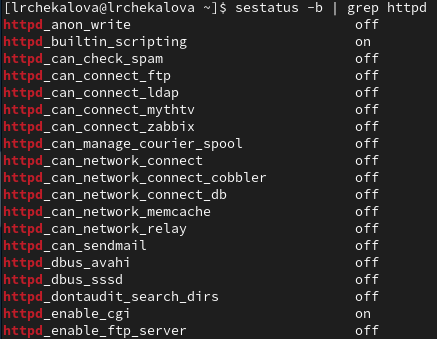 [lrchekalova@lrchekalova ~]$ sestatus -b | grep httpd
httpd_anon_write off
httpd_builtin_scripting on
httpd_can_check_spam off
httpd_can_connect_ftp off
httpd_can_connect_ldap off
httpd_can_connect_mythtv off
httpd_can_connect_zabbix off
httpd_can_manage_courier_spool off
httpd_can_network_connect off
httpd_can_network_connect_cobbler off
httpd_can_network_connect_db off
httpd_can_network_memcache off
httpd_can_network_relay off
httpd_can_sendmail off
httpd_dbus_avahi off
httpd_dbus_sssd off
httpd_dontaudit_search_dirs off
httpd_enable_cgi on
httpd_enable_ftp_server off